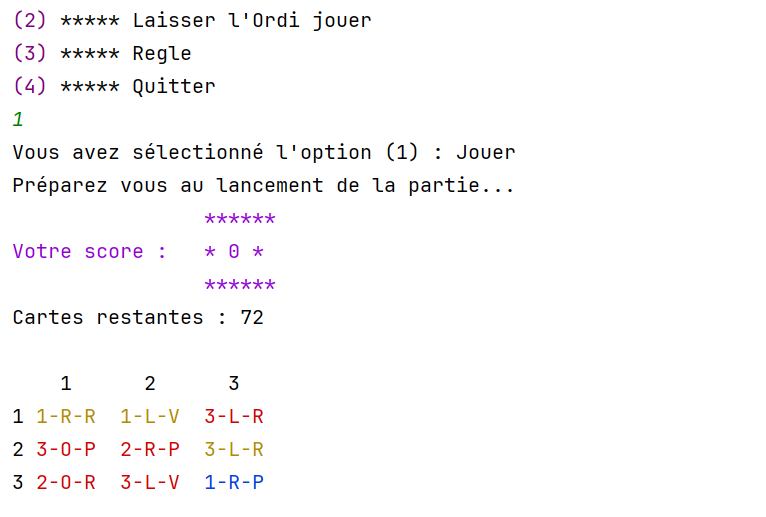 (2) ***** Laisser l'Ordi jouer
(3) ***** Regle
(4) ***** Quitter
1
Vous avez sélectionné l'option (1) : Jouer
Préparez vous au lancement de la partie...
******
Votre score : * 0 *
******
Cartes restantes : 72
1 2 3
1 1-R-R 1-L-V 3-L-R
2 3-O-P 2-R-P 3-L-R
3 2-O-R 3-L-V 1-R-P